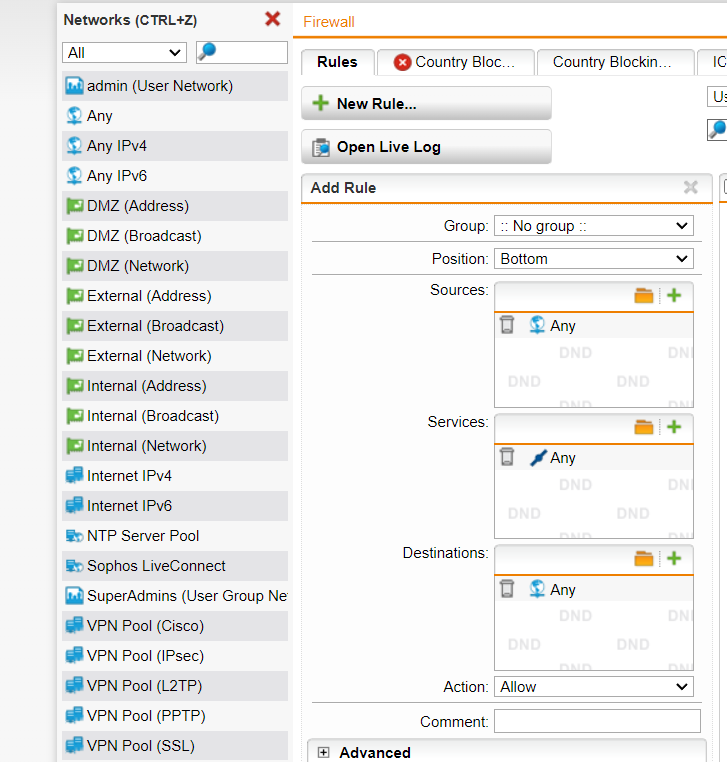 Networks (CTRL+Z)
All
admin (User Network)
Any
Any IPv4
Any IPv6
DMZ (Address)
DMZ (Broadcast)
DMZ (Network)
External (Address)
External (Broadcast)
External (Network)
Internal (Address)
Internal (Broadcast)
Internal (Network)
Internet IPv4
Internet IPv6
NTP Server Pool
Sophos LiveConnect
SuperAdmins (User Group Ne
VPN Pool (Cisco)
VPN Pool (IPsec)
VPN Pool (L2TP)
VPN Pool (PPTP)
VPN Pool (SSL)
Firewall
Rules Country Bloc... Country Blockin... IC
New Rule... Us
Open Live Log
Add Rule
Group: :: No group ::
Position: Bottom
Sources:
Any
DND DND
DND DND
DND DND
Services:
Any
DND DND
DND DND
DND DND
Destinations:
Any
DND DND
DND DND
DND DND
Action: Allow
Comment:
Advanced